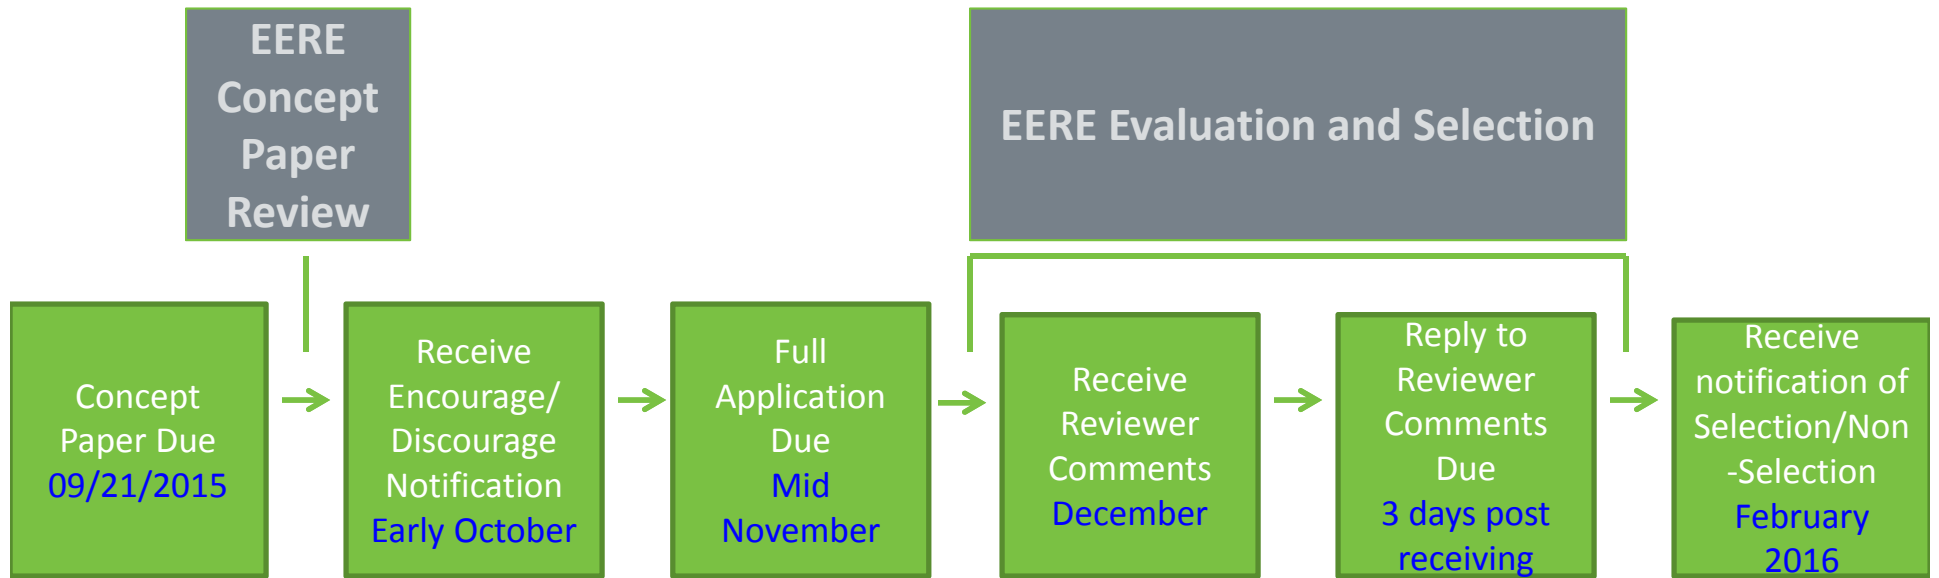 EERE
Concept
Paper
Review
EERE Evaluation and Selection
Concept
Paper Due
09/21/2015
Receive
Encourage/
Discourage
Notification
Early October
Full
Application
Due
Mid
November
Receive
Reviewer
Comments
December
Reply to
Reviewer
Comments
Due
3 days post
receiving
Receive
notification of
Selection/Non
-Selection
February
2016